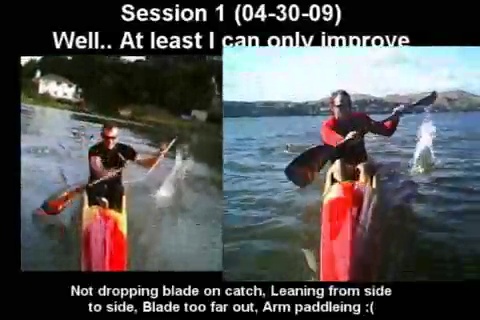 Session 1 (04-30-09)
Well.. At least I can only improve
Not dropping blade on catch, Leaning from side
to side, Blade too far out, Arm paddleing :(